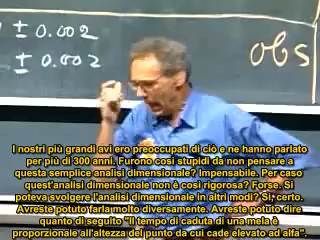 ± 0.002
± 0.002
obs
I nostri più grandi avi ero preoccupati di ciò e ne hanno parlato
per più di 300 anni. Furono così stupidi da non pensare a
questa semplice analisi dimensionale? Impensabile. Per
caso quest'analisi dimensionale non è così rigorosa? Forse. Si
poteva svolgere l'analisi dimensionale in altri modi? Sì, certo.
Avreste potuto farlamolto diversamente. Avreste potuto dire
quanto di seguito "Il tempo di caduta di una mela è
proporzionale all'altezza del punto da cui cade elevato ad alfa".